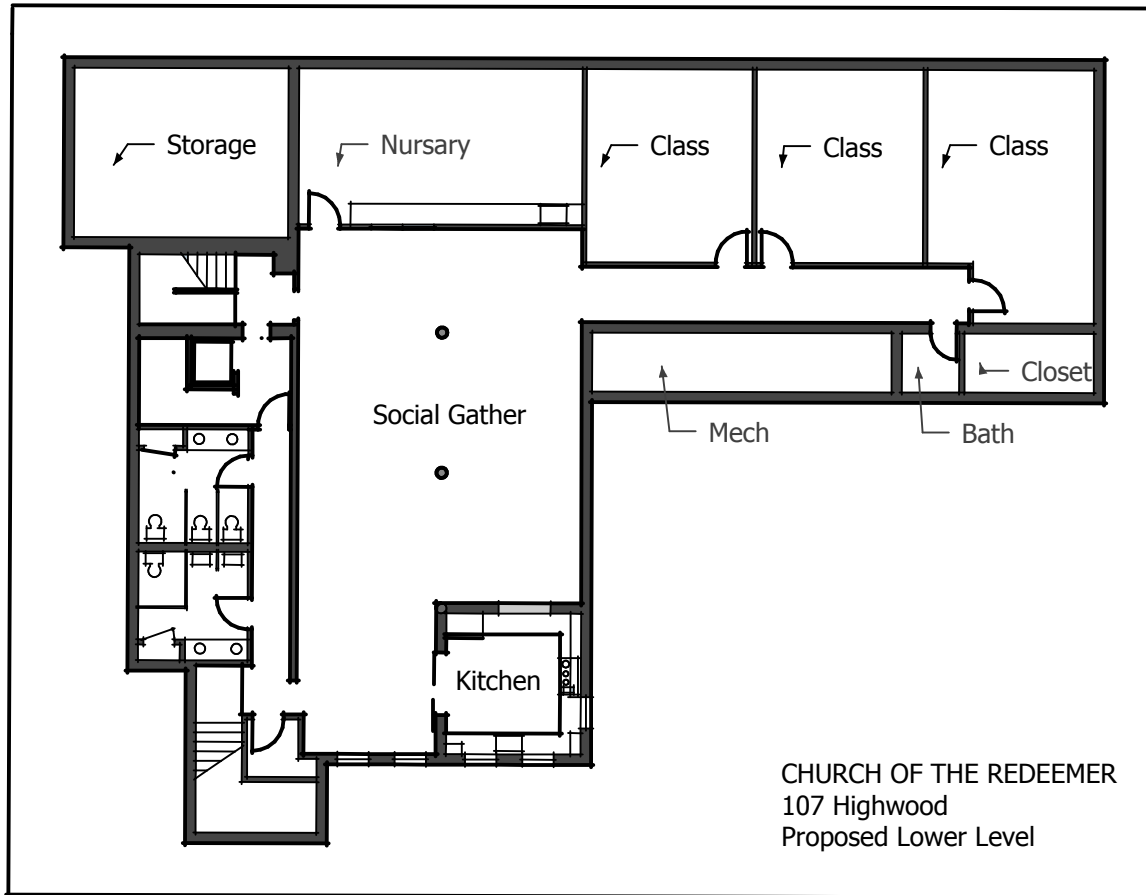 Storage
Nursary
Class
Class
Class
Social Gather
Mech
Bath
Closet
Kitchen
CHURCH OF THE REDEEMER
107 Highwood
Proposed Lower Level